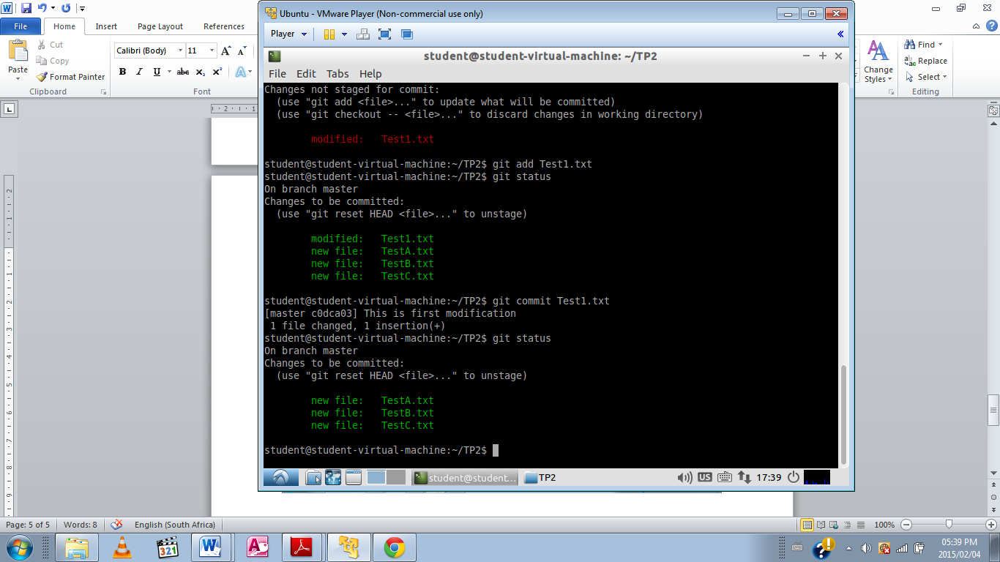 Ubuntu - VMware Player (Non-commercial use only)
File Home Insert Page Layout References
Player
Paste
Cut
Copy
Format Painter
Clipboard
Calibri (Body) 11
B I U abc x₂ x² A
Font
Change Styles
Find
Replace
Select
Editing
student@student-virtual-machine: ~/TP2
File Edit Tabs Help
Changes not staged for commit:
(use "git add <file>..." to update what will be committed)
(use "git checkout -- <file>..." to discard changes in working directory)
modified: Test1.txt
student@student-virtual-machine:~/TP2$ git add Test1.txt
student@student-virtual-machine:~/TP2$ git status
On branch master
Changes to be committed:
(use "git reset HEAD <file>..." to unstage)
modified: Test1.txt
new file: TestA.txt
new file: TestB.txt
new file: TestC.txt
student@student-virtual-machine:~/TP2$ git commit Test1.txt
[master c0dca03] This is first modification
1 file changed, 1 insertion(+)
student@student-virtual-machine:~/TP2$ git status
On branch master
Changes to be committed:
(use "git reset HEAD <file>..." to unstage)
new file: TestA.txt
new file: TestB.txt
new file: TestC.txt
student@student-virtual-machine:~/TP2$
student@student... TP2 US 17:39
Page: 5 of 5 Words: 8 English (South Africa) 100%
321
05:39 PM
2015/02/04